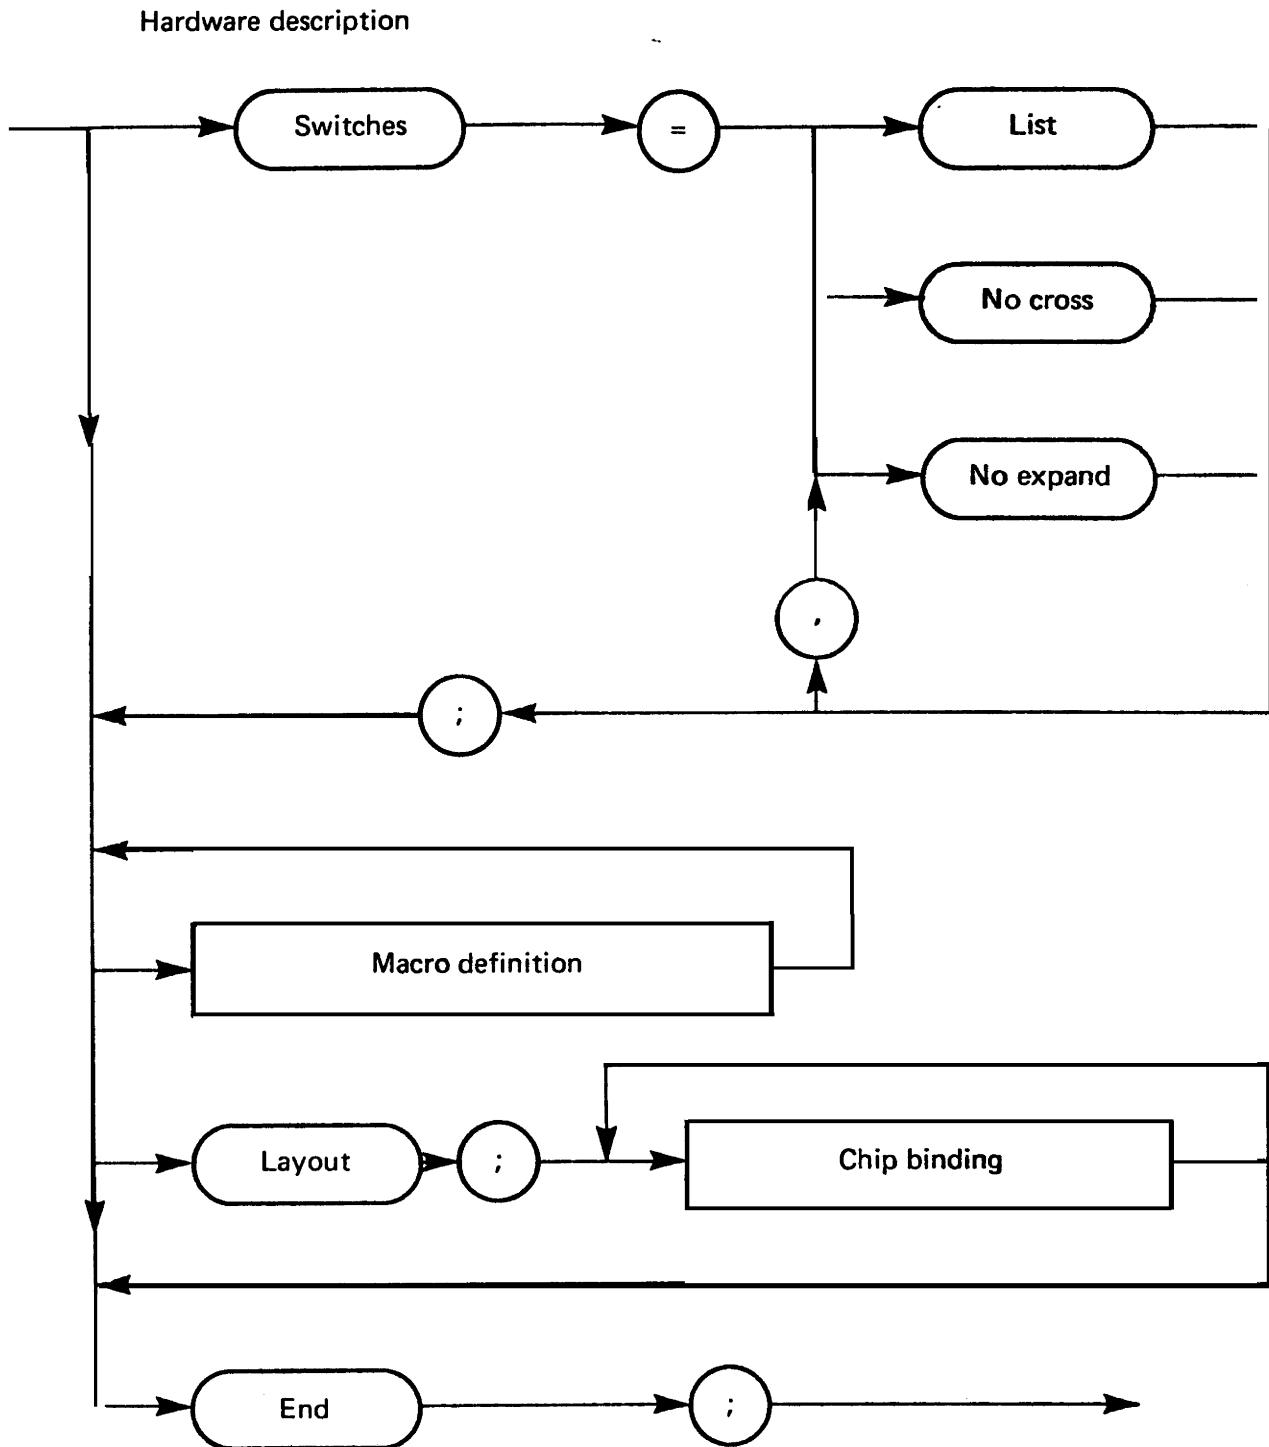 Hardware description
Switches
=
List
No cross
No expand
,
;
Macro definition
Layout
;
Chip binding
End
;